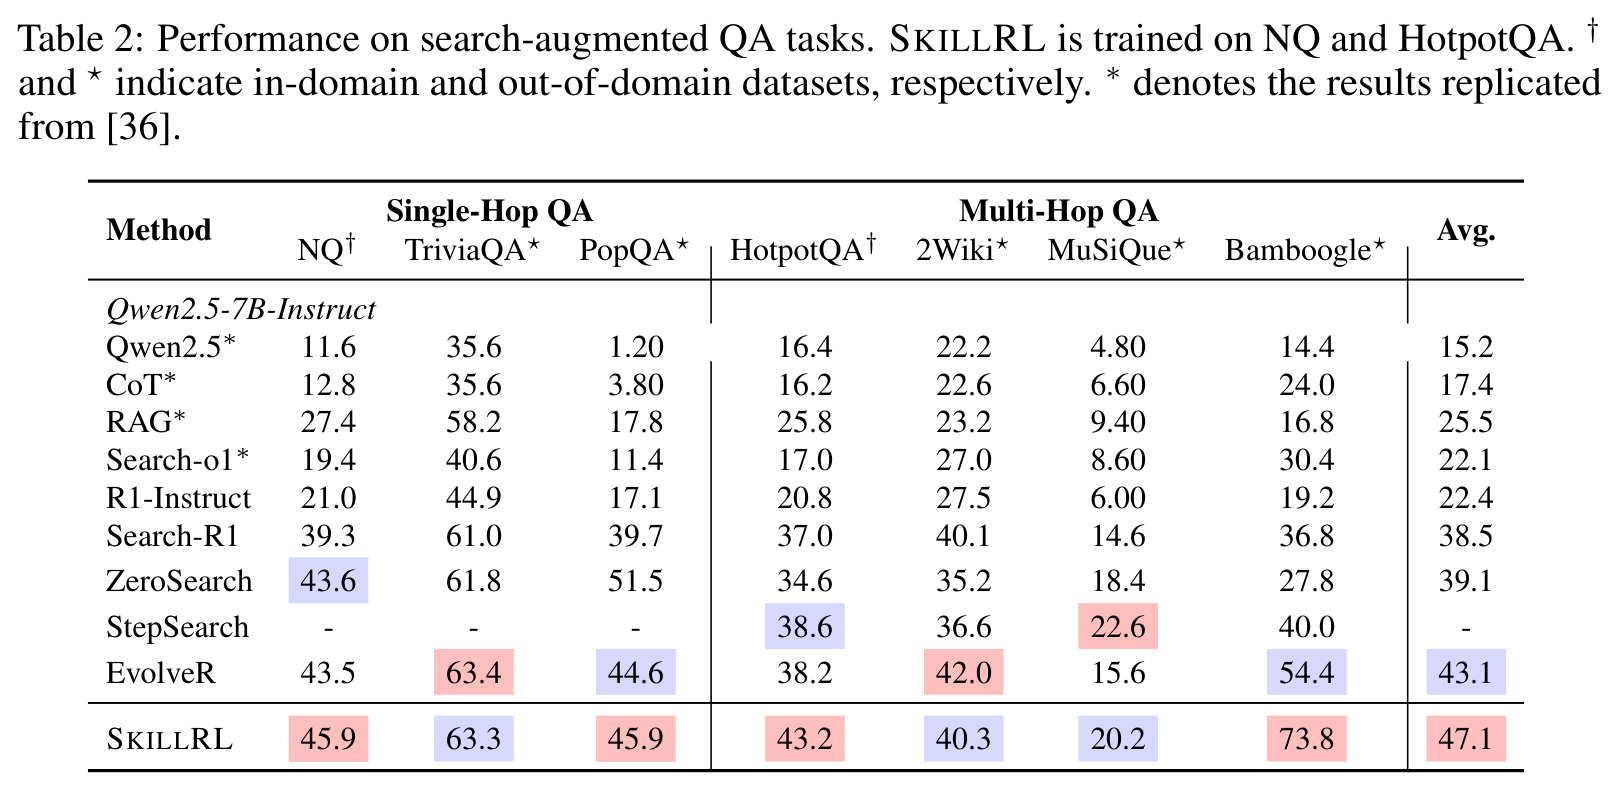 Table 2: Performance on search-augmented QA tasks. SKILLRL is trained on NQ and HotpotQA. †
and ⋆ indicate in-domain and out-of-domain datasets, respectively. * denotes the results replicated
from [36].
Method Single-Hop QA Multi-Hop QA Avg.
NQ† TriviaQA⋆ PopQA⋆ HotpotQA† 2Wiki⋆ MuSiQue⋆ Bamboogle⋆
Qwen2.5-7B-Instruct
Qwen2.5* 11.6 35.6 1.20 16.4 22.2 4.80 14.4 15.2
CoT* 12.8 35.6 3.80 16.2 22.6 6.60 24.0 17.4
RAG* 27.4 58.2 17.8 25.8 23.2 9.40 16.8 25.5
Search-o1* 19.4 40.6 11.4 17.0 27.0 8.60 30.4 22.1
R1-Instruct 21.0 44.9 17.1 20.8 27.5 6.00 19.2 22.4
Search-R1 39.3 61.0 39.7 37.0 40.1 14.6 36.8 38.5
ZeroSearch 43.6 61.8 51.5 34.6 35.2 18.4 27.8 39.1
StepSearch - - - 38.6 36.6 22.6 40.0 -
EvolveR 43.5 63.4 44.6 38.2 42.0 15.6 54.4 43.1
SKILLRL 45.9 63.3 45.9 43.2 40.3 20.2 73.8 47.1